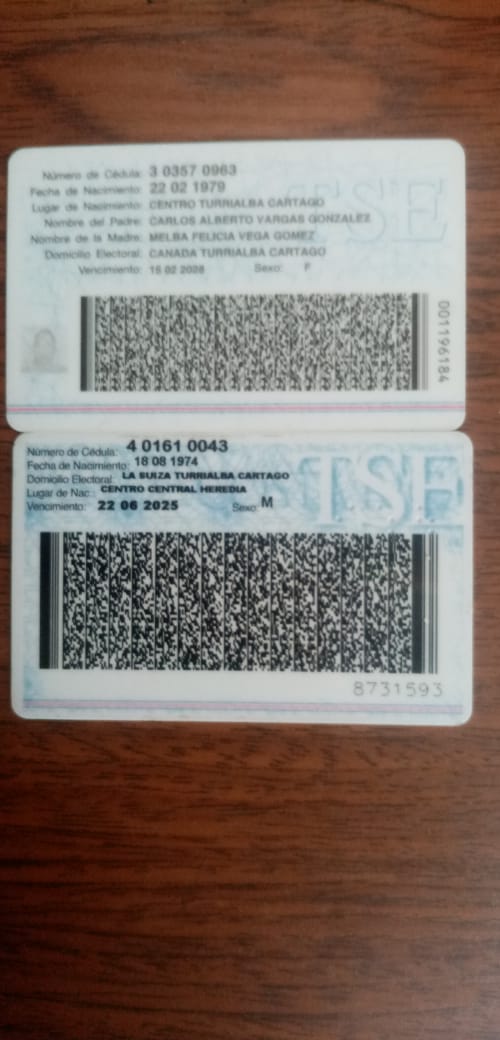 TSE
Número de Cédula: 3 0357 0963
Fecha de Nacimiento: 22 02 1979
Lugar de Nacimiento: CENTRO TURRIALBA CARTAGO
Nombre del Padre: CARLOS ALBERTO VARGAS GONZALEZ
Nombre de la Madre: MELBA FELICIA VEGA GOMEZ
Domicilio Electoral: CANADA TURRIALBA CARTAGO
Vencimiento: 15 02 2028 Sexo: F
001196184
TSE
Número de Cédula: 4 0161 0043
Fecha de Nacimiento: 18 08 1974
Domicilio Electoral: LA SUIZA TURRIALBA CARTAGO
Lugar de Nac.: CENTRO CENTRAL HEREDIA
Vencimiento: 22 06 2025 Sexo: M
8731593